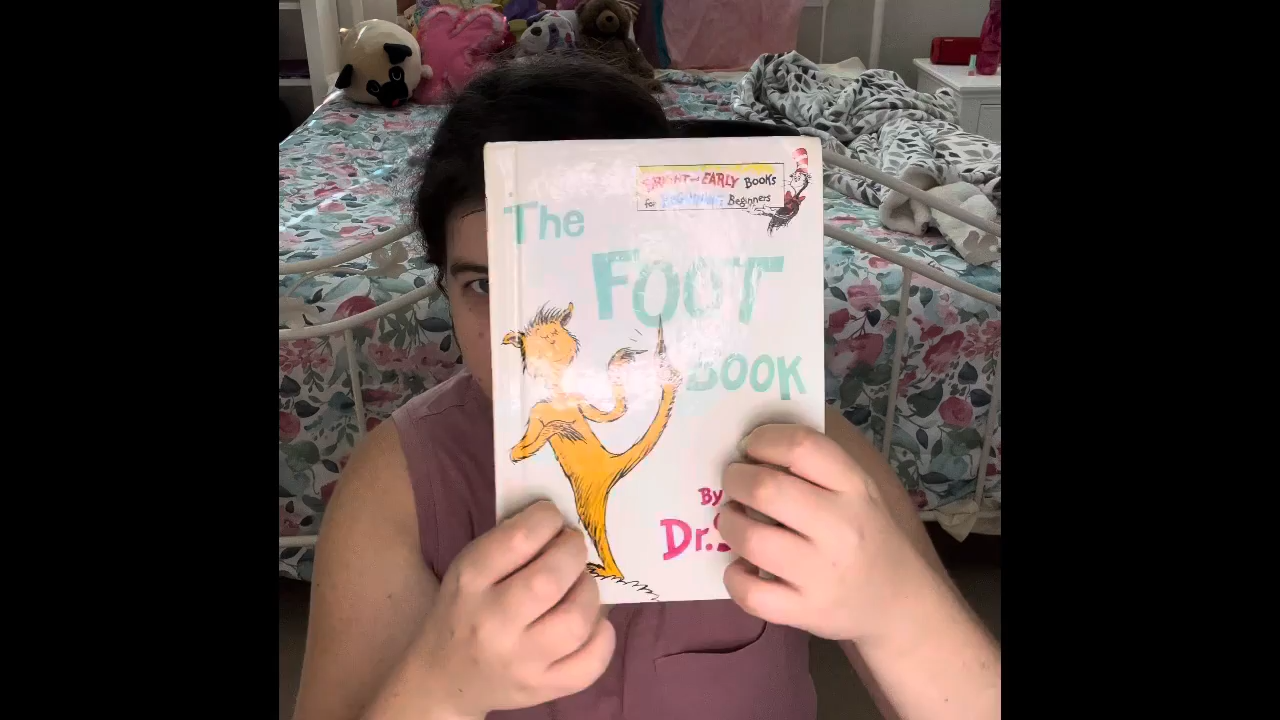 BRIGHT and EARLY BOOKS
for BEGINNING Beginners
The
FOOT
BOOK
By
Dr.